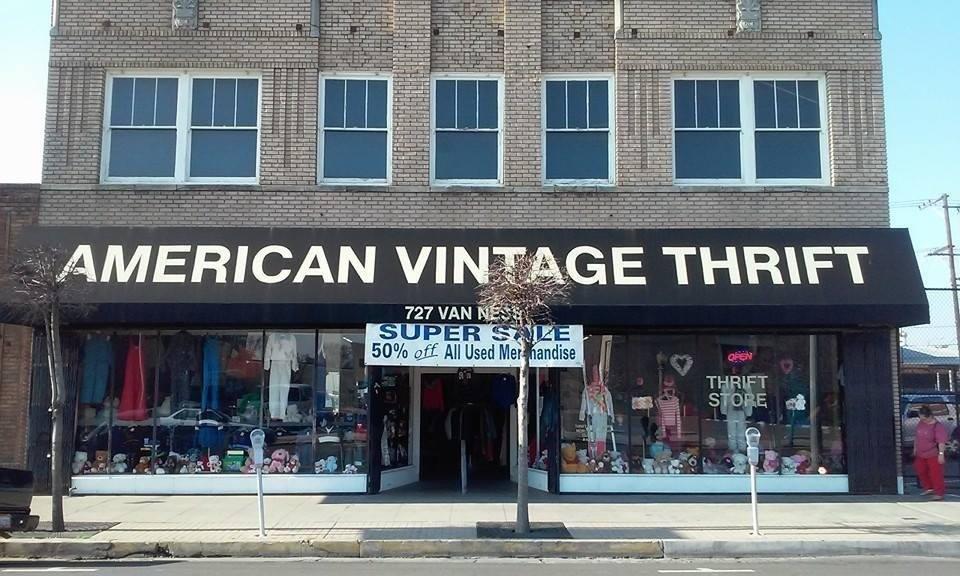 AMERICAN VINTAGE THRIFT
727 VAN NESS
SUPER SALE
50% off All Used Merchandise
OPEN
THRIFT
STORE